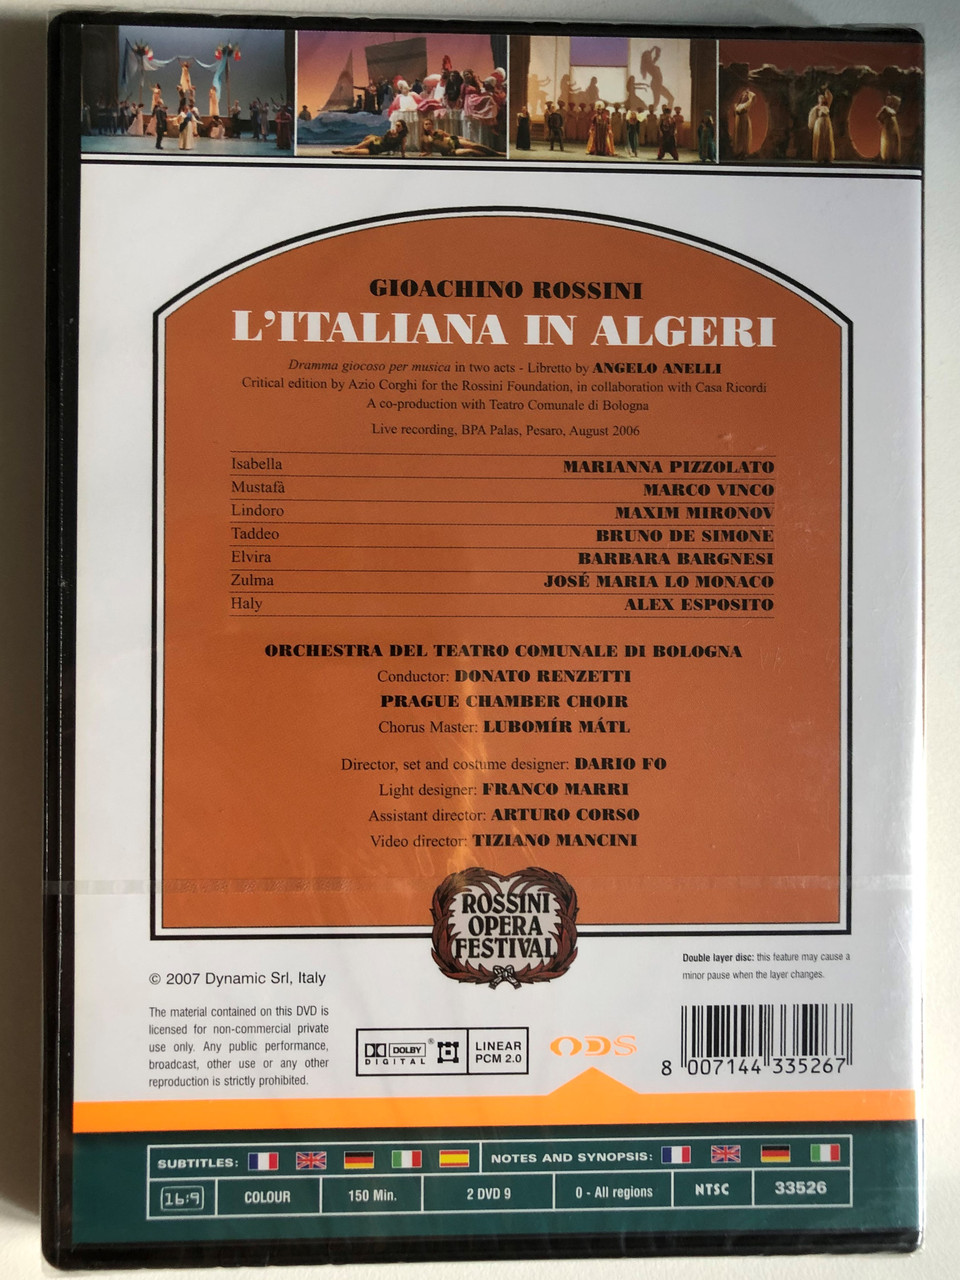 GIOACHINO ROSSINI
L'ITALIANA IN ALGERI
Dramma giocoso per musica in two acts - Libretto by ANGELO ANELLI
Critical edition by Azio Corghi for the Rossini Foundation, in collaboration with Casa Ricordi
A co-production with Teatro Comunale di Bologna
Live recording, BPA Palas, Pesaro, August 2006
Isabella MARIANNA PIZZOLATO
Mustafà MARCO VINCO
Lindoro MAXIM MIRONOV
Taddeo BRUNO DE SIMONE
Elvira BARBARA BARGNESI
Zulma JOSÉ MARIA LO MONACO
Haly ALEX ESPOSITO
ORCHESTRA DEL TEATRO COMUNALE DI BOLOGNA
Conductor: DONATO RENZETTI
PRAGUE CHAMBER CHOIR
Chorus Master: LUBOMÍR MÁTL
Director, set and costume designer: DARIO FO
Light designer: FRANCO MARRI
Assistant director: ARTURO CORSO
Video director: TIZIANO MANCINI
ROSSINI
OPERA
FESTIVAL
Double layer disc: this feature may cause a
minor pause when the layer changes.
© 2007 Dynamic Srl, Italy
The material contained on this DVD is
licensed for non-commercial private
use only. Any public performance,
broadcast, other use or any other
reproduction is strictly prohibited.
DOLBY ®
DIGITAL
LINEAR
PCM 2.0
ODS
8 007144 335267
SUBTITLES:
NOTES AND SYNOPSIS:
16:9 COLOUR 150 Min. 2 DVD 9 0 - All regions NTSC 33526